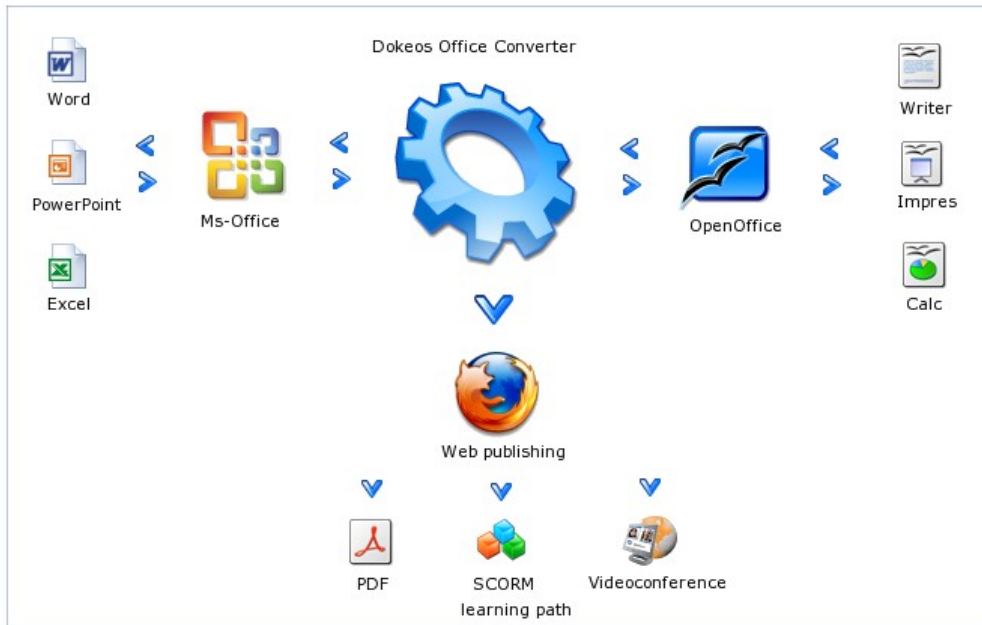 Dokeos Office Converter
Word
Writer
PowerPoint
Ms-Office
OpenOffice
Impres
Excel
Calc
Web publishing
PDF
SCORM
learning path
Videoconference